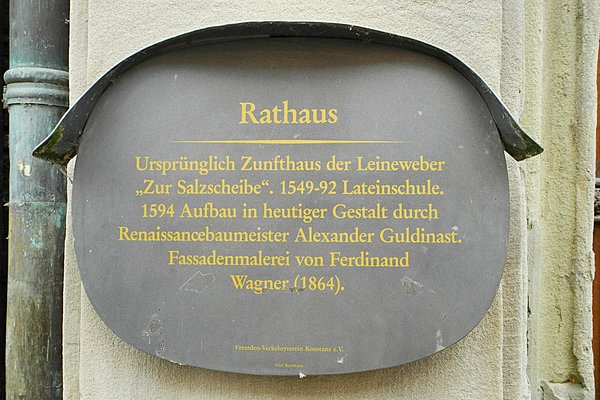 Rathaus
Ursprünglich Zunfthaus der Leineweber
„Zur Salzscheibe“. 1549-92 Lateinschule.
1594 Aufbau in heutiger Gestalt durch
Renaissancebaumeister Alexander Guldinast.
Fassadenmalerei von Ferdinand
Wagner (1864).
Fremden-Verkehrsverein Konstanz e.V.